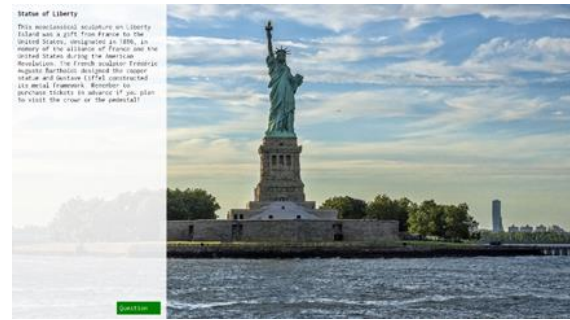 Statue of Liberty
This neoclassical sculpture on Liberty
Island was a gift from France to the
United States, designated in 1886, in
memory of the alliance of France and the
United States during the American
Revolution. The French sculptor Frédéric
Auguste Bartholdi designed the copper
statue and Gustave Eiffel constructed
its metal framework. Remember to
purchase tickets in advance if you plan
to visit the crown or the pedestal!
Question